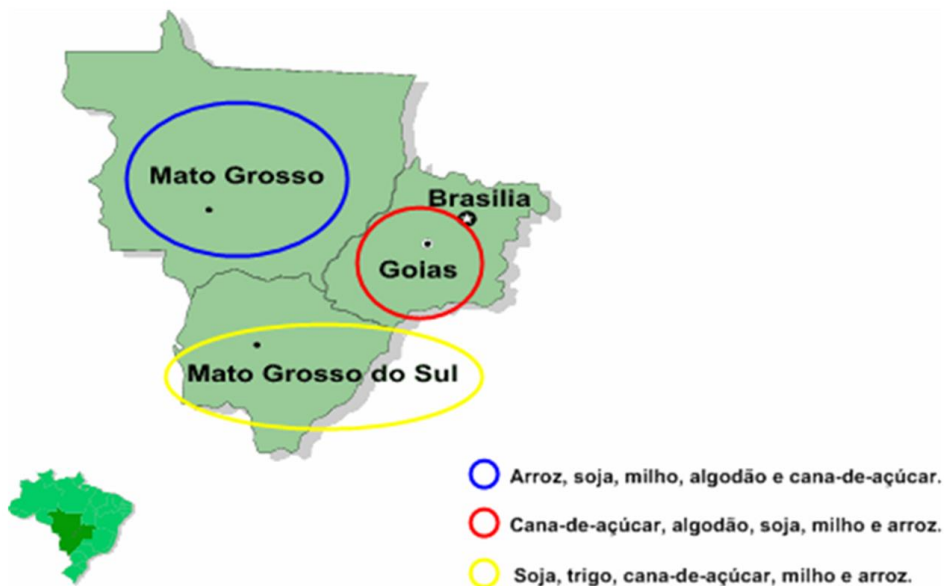 Mato Grosso
Brasilia
Goias
Mato Grosso do Sul
Arroz, soja, milho, algodão e cana-de-açúcar.
Cana-de-açúcar, algodão, soja, milho e arroz.
Soja, trigo, cana-de-açúcar, milho e arroz.